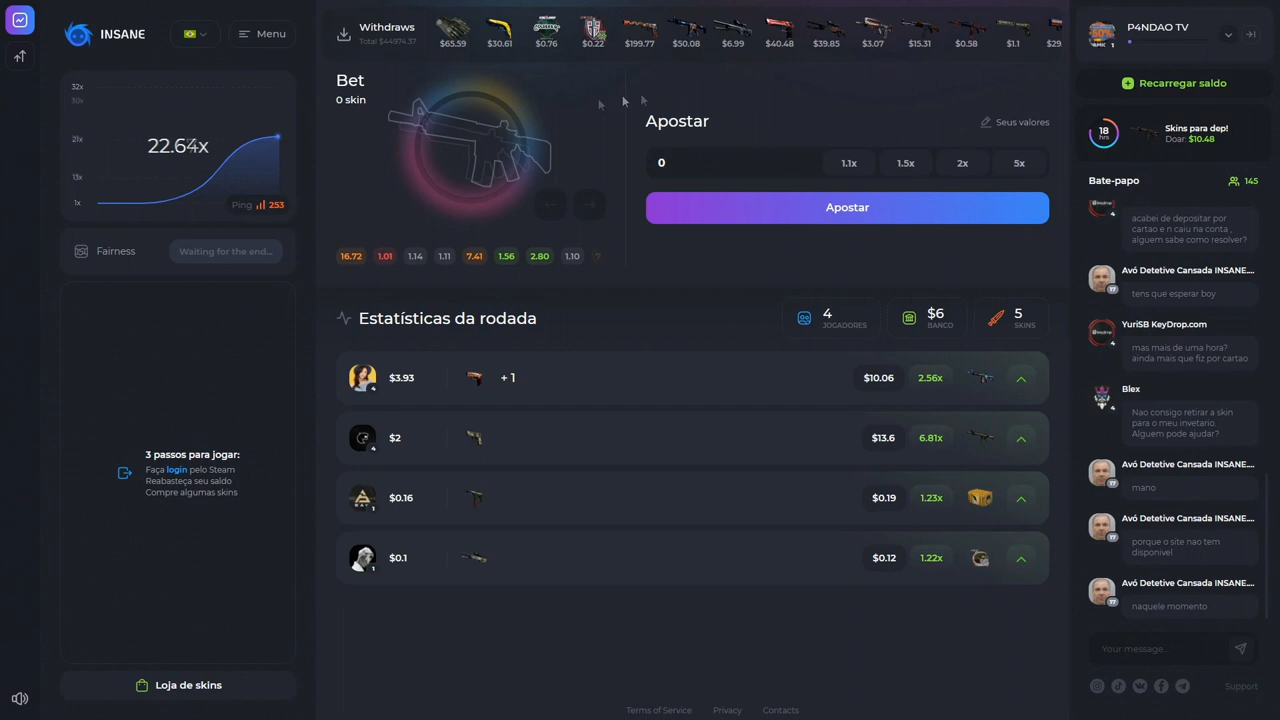 INSANE
Menu
32x
30x
21x
13x
1x
22.64x
Ping 253
Fairness
Waiting for the end...
3 passos para jogar:
Faça login pelo Steam
Reabasteça seu saldo
Compre algumas skins
Loja de skins
Withdraws
Total $44974.37
$65.59
$30.61
$0.76
$0.22
$199.77
$50.08
$6.99
$40.48
$39.85
$3.07
$15.31
$0.58
$1.1
$29
Bet
0 skin
16.72
1.01
1.14
1.11
7.41
1.56
2.80
1.10
7
Apostar
Seus valores
0
1.1x
1.5x
2x
5x
Apostar
Estatísticas da rodada
4
JOGADORES
$6
BANCO
5
SKINS
$3.93
+ 1
$10.06
2.56x
$2
$13.6
6.81x
$0.16
$0.19
1.23x
$0.1
$0.12
1.22x
Terms of Service
Privacy
Contacts
P4NDAO TV
Recarregar saldo
18
hrs
Skins para dep!
Doar: $10.48
Bate-papo
145
acabei de depositar por
cartao e n caiu na conta ,
alguem sabe como resolver?
Avó Detetive Cansada INSANE....
tens que esperar boy
YuriSB KeyDrop.com
mas mais de uma hora?
ainda mais que fiz por cartao
Blex
Nao consigo retirar a skin
para o meu invetario.
Alguem pode ajudar?
Avó Detetive Cansada INSANE....
mano
Avó Detetive Cansada INSANE....
porque o site nao tem
disponivel
Avó Detetive Cansada INSANE....
naquele momento
Your message...
Support